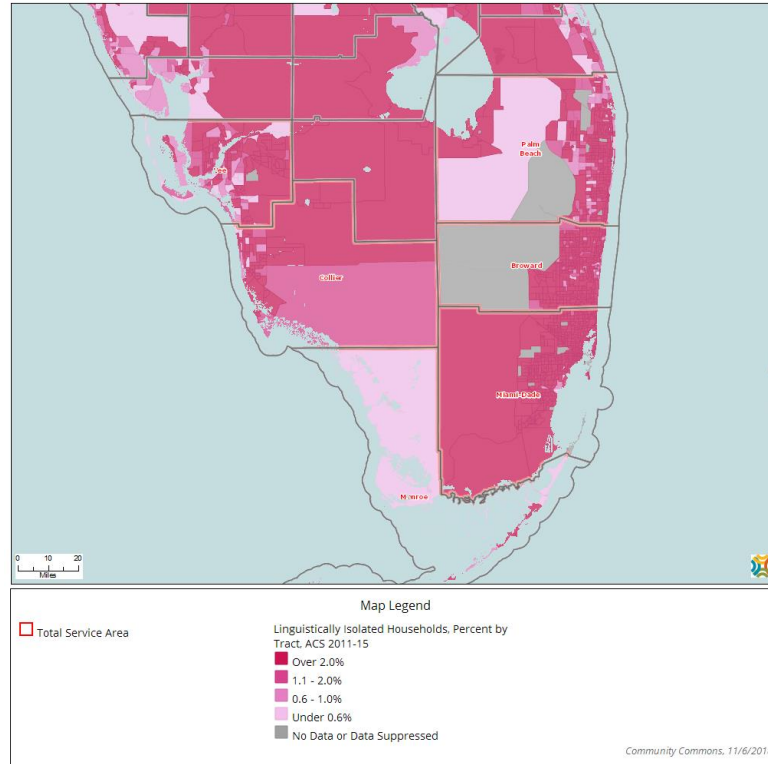 Palm
Beach
Lee
Broward
Collier
Miami-Dade
Monroe
0 10 20
Miles
Map Legend
Total Service Area
Linguistically Isolated Households, Percent by
Tract, ACS 2011-15
Over 2.0%
1.1 - 2.0%
0.6 - 1.0%
Under 0.6%
No Data or Data Suppressed
Community Commons, 11/6/201